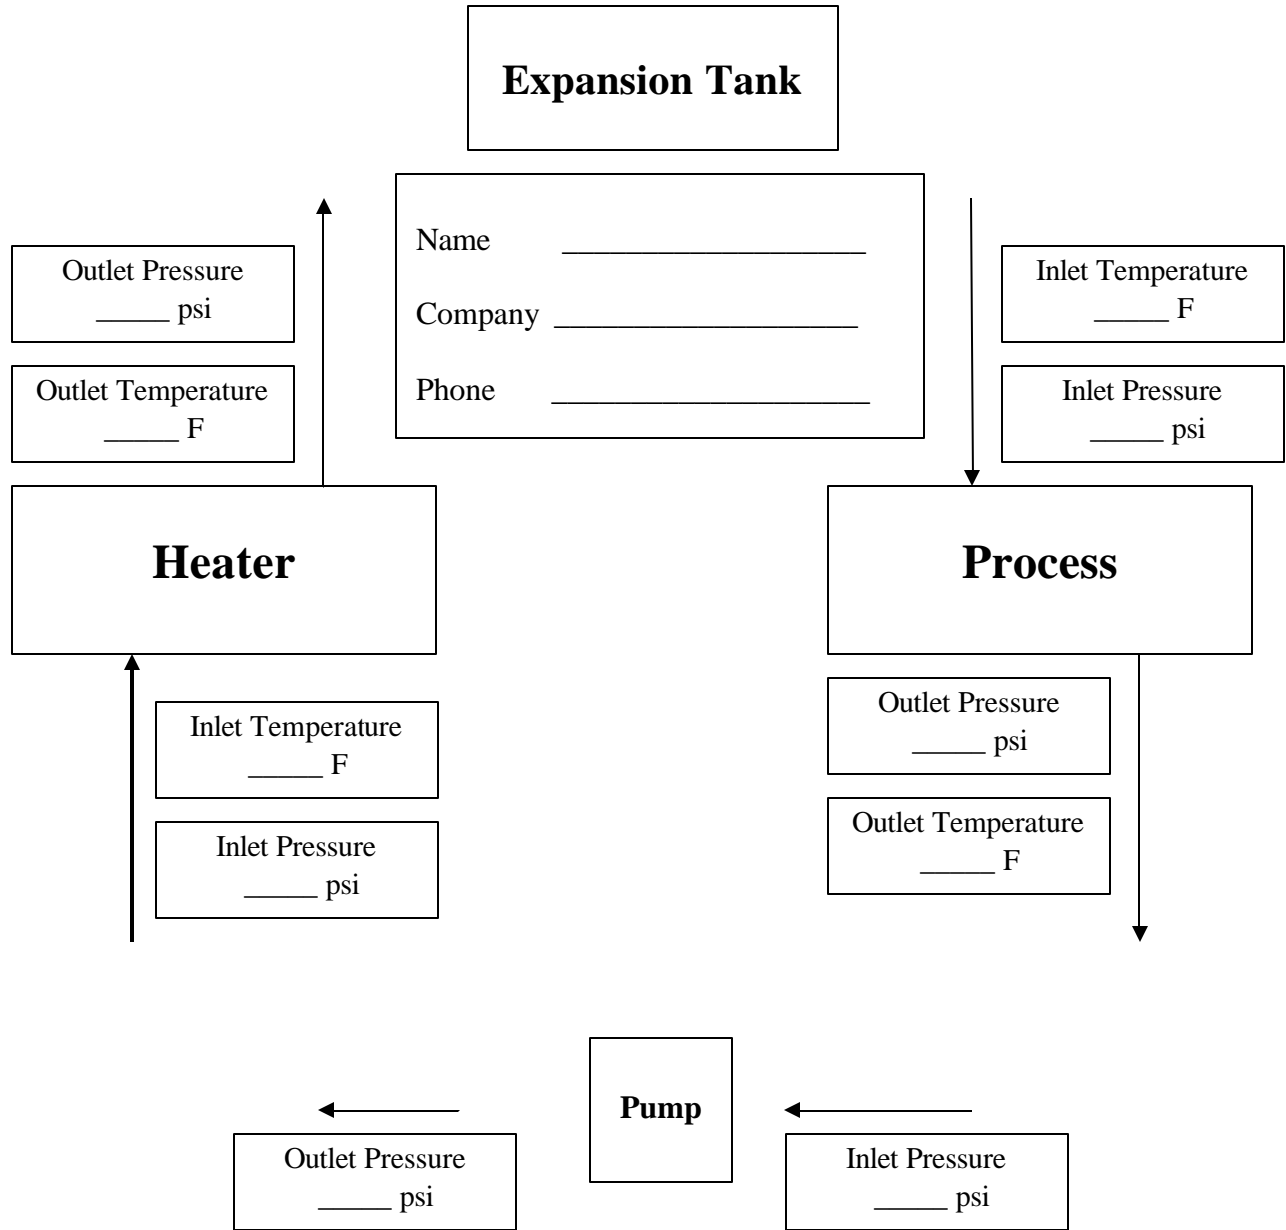 Expansion Tank
Name ___________________
Company ___________________
Phone ____________________
Outlet Pressure
_____ psi
Outlet Temperature
_____ F
Inlet Temperature
_____ F
Inlet Pressure
_____ psi
Heater
Process
Inlet Temperature
_____ F
Inlet Pressure
_____ psi
Outlet Pressure
_____ psi
Outlet Temperature
_____ F
Pump
Outlet Pressure
_____ psi
Inlet Pressure
_____ psi